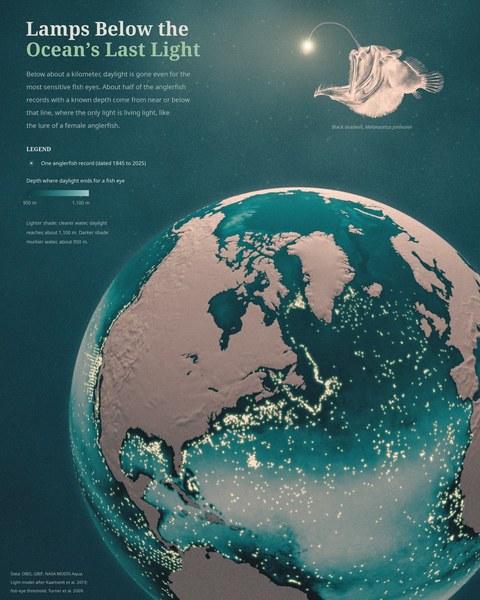 Lamps Below the
Ocean's Last Light
Below about a kilometer, daylight is gone even for the
most sensitive fish eyes. About half of the anglerfish
records with a known depth come from near or below
that line, where the only light is living light, like
the lure of a female anglerfish.
Black seadevil, Melanocetus johnsonii
LEGEND
One anglerfish record (dated 1845 to 2025)
Depth where daylight ends for a fish eye
900 m 1,100 m
Lighter shade: clearer water, daylight
reaches about 1,100 m. Darker shade:
murkier water, about 900 m.
Data: OBIS, GBIF, NASA MODIS-Aqua.
Light model after Kaartvedt et al. 2019;
fish-eye threshold: Turner et al. 2009.